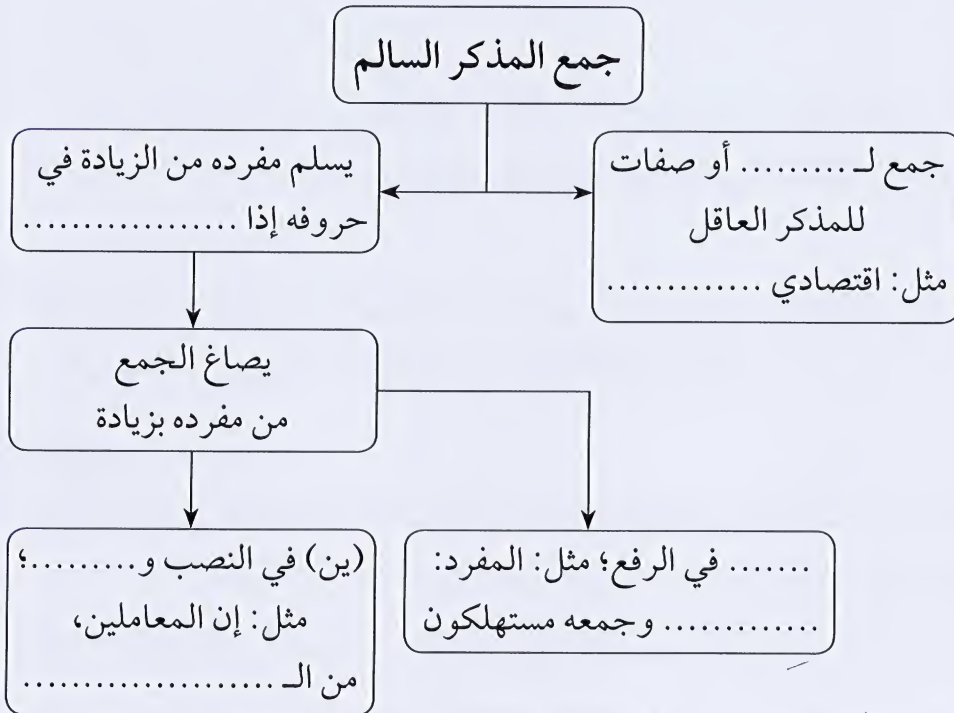 جمع المذكر السالم
جمع لـ ......... أو صفات
للمذكر العاقل
مثل: اقتصادي .............
يسلم مفرده من الزيادة في
حروفه إذا ..................
يصاغ الجمع
من مفرده بزيادة
....... في الرفع؛ مثل: المفرد:
............. وجمعه مستهلكون
(ين) في النصب و.........؛
مثل: إن المعاملين،
من الـ .....................